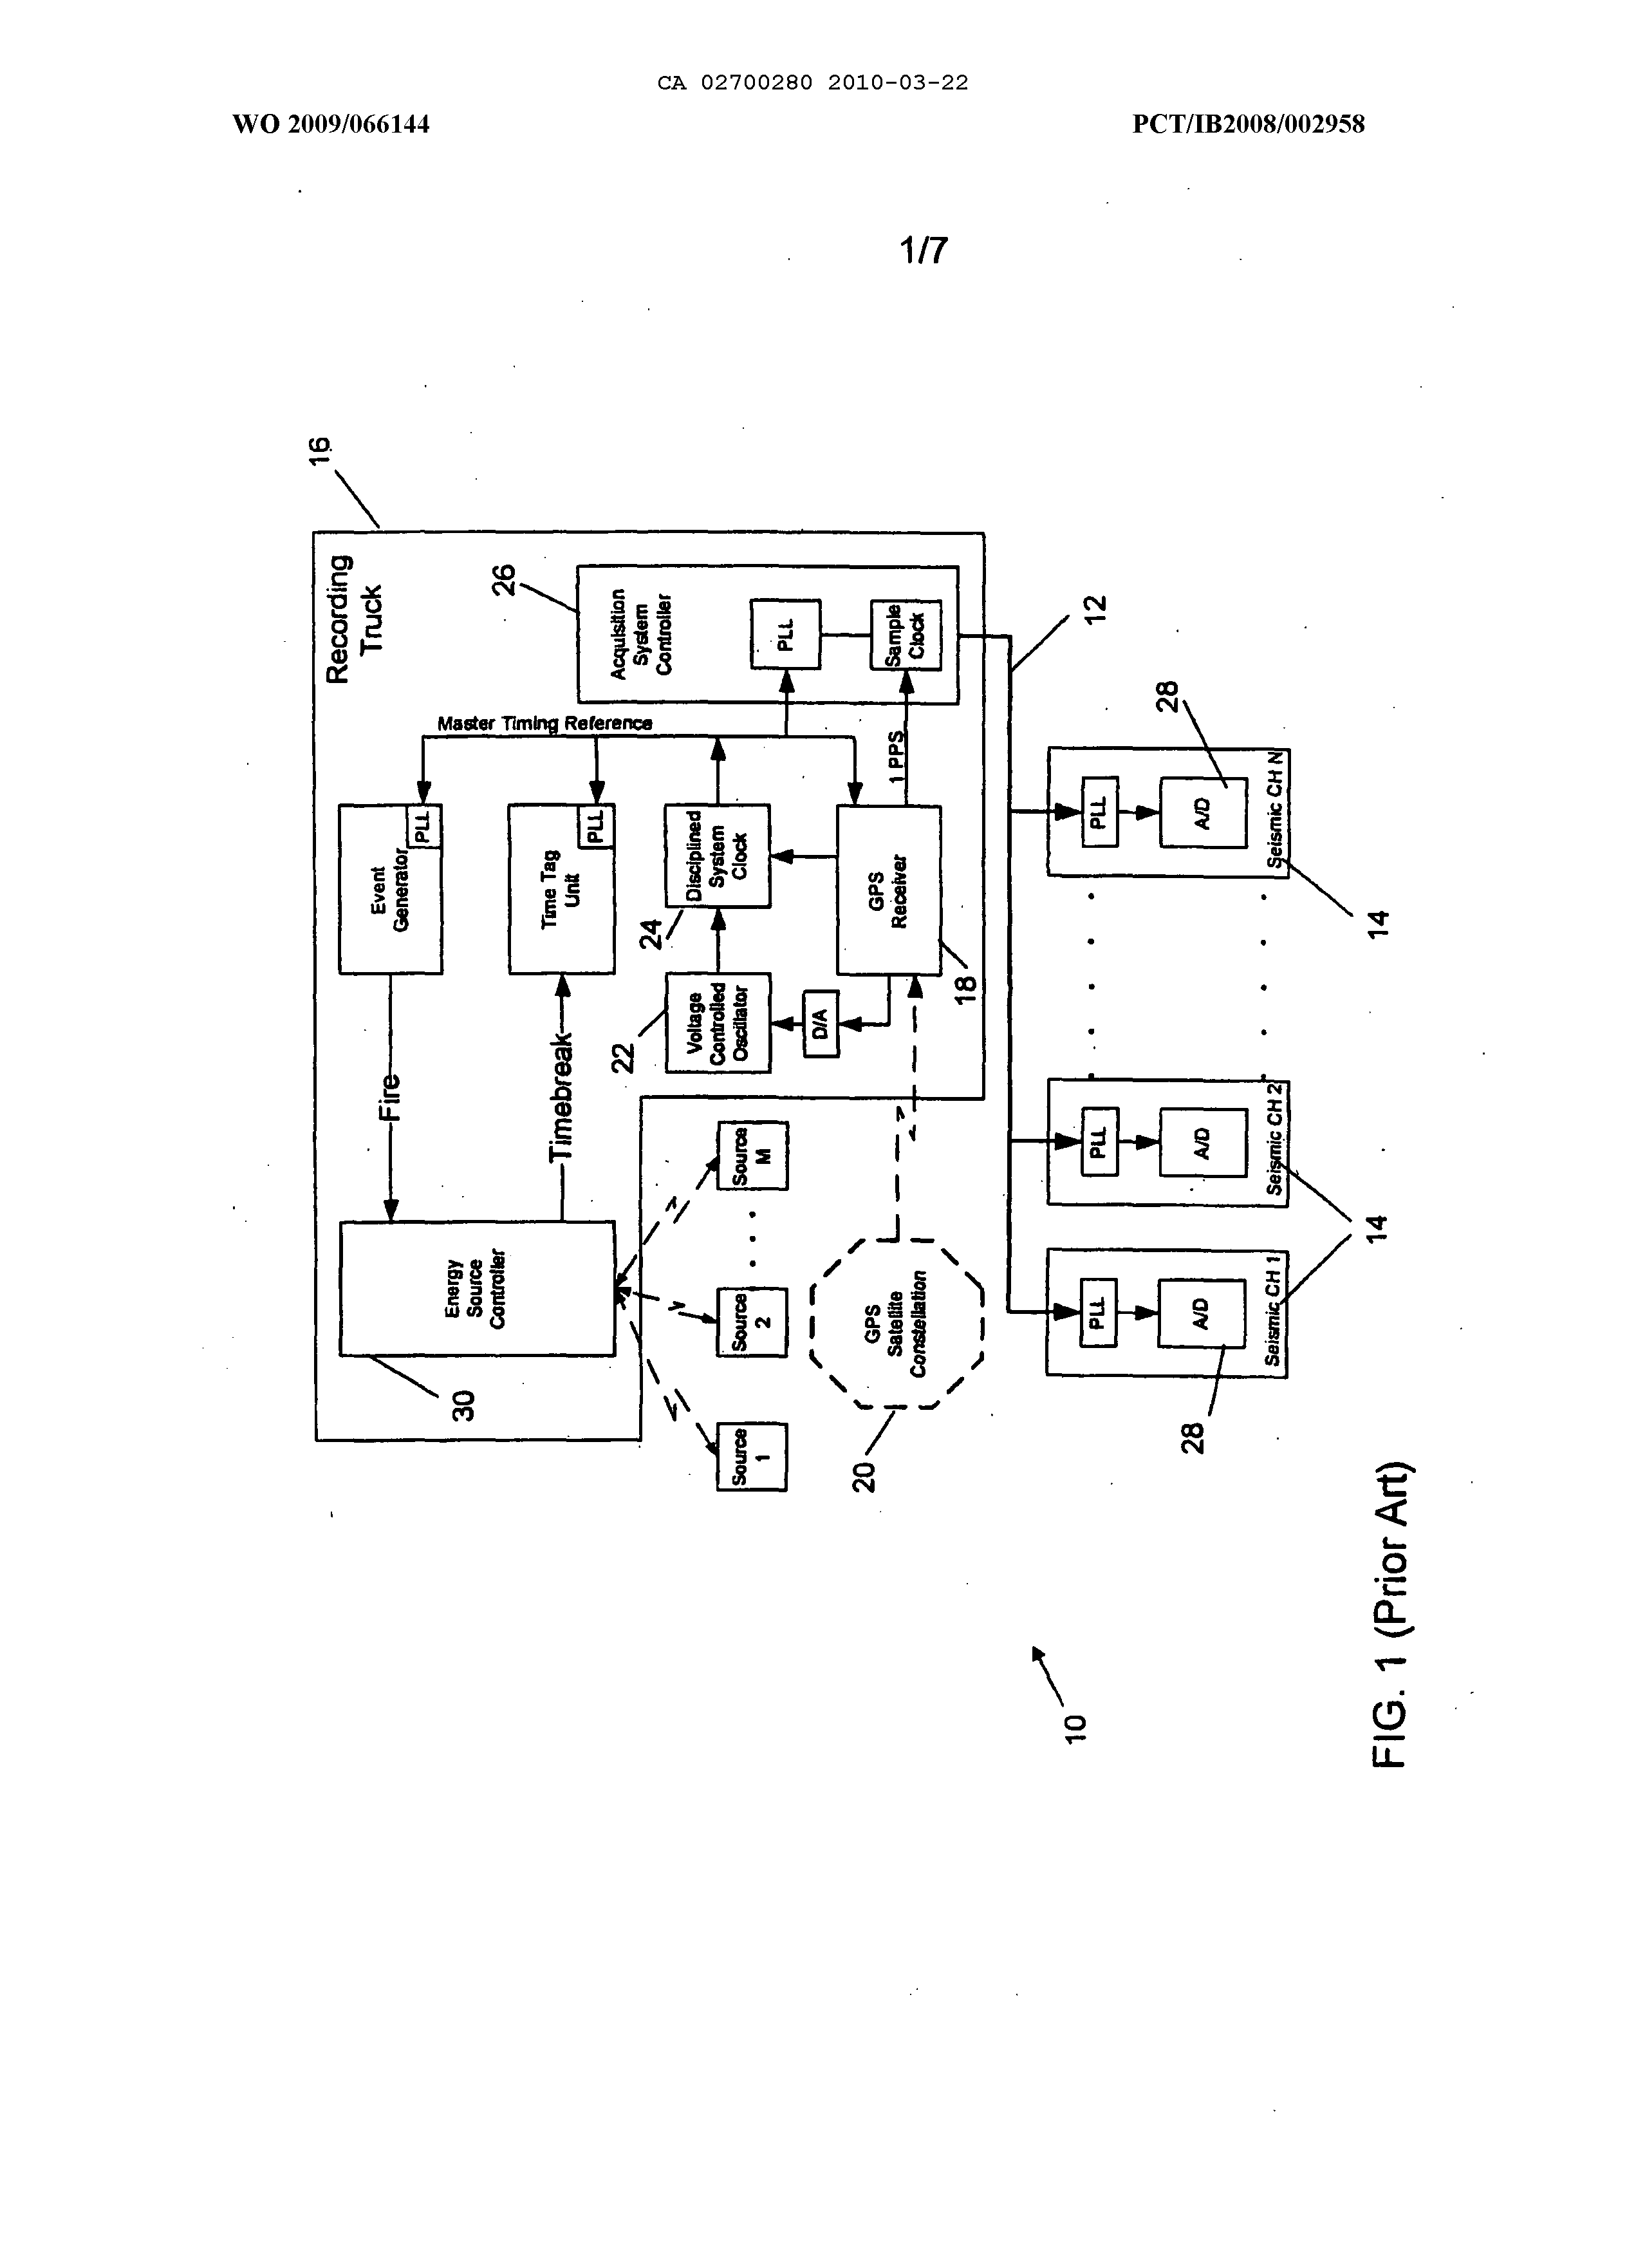 CA 02700280 2010-03-22
WO 2009/066144
PCT/IB2008/002958
1/7
16
Recording
Truck
30
Energy
Source
Controller
Fire
Event
Generator
PLL
Timebreak
Time Tag
Unit
PLL
Master Timing Reference
26
Acquisition
System
Controller
PLL
Sample
Clock
22
Voltage
Controlled
Oscillator
24
Disciplined
System
Clock
D/A
GPS
Receiver
18
1 PPS
Source
1
Source
2
Source
M
20
GPS
Satellite
Constellation
12
PLL
A/D
Seismic CH 1
28
PLL
A/D
Seismic CH 2
14
PLL
A/D
Seismic CH N
28
14
10
FIG. 1 (Prior Art)